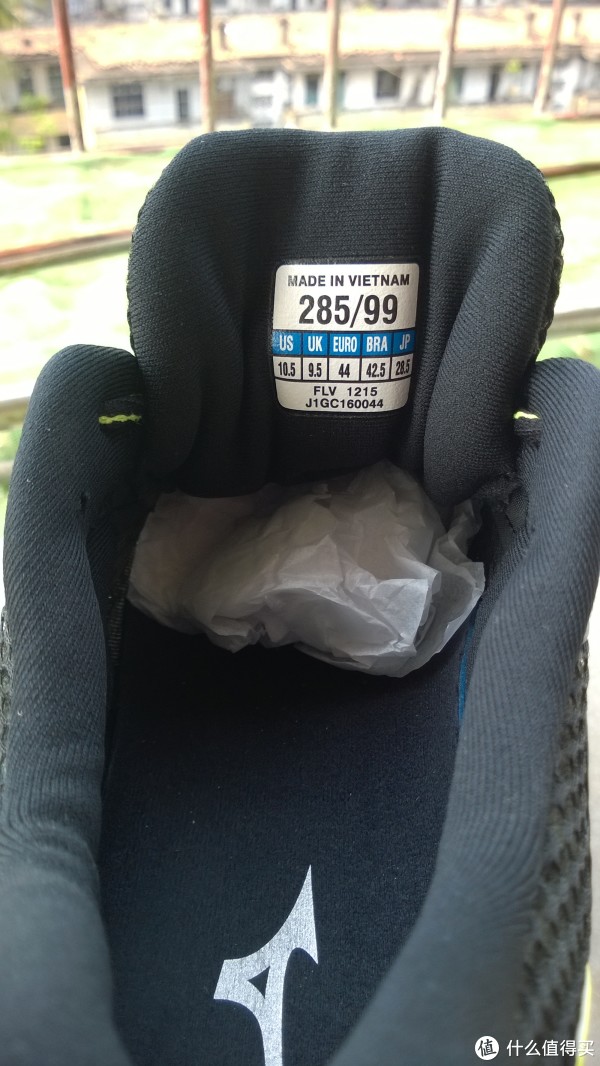 MADE IN VIETNAM
285/99
US UK EURO BRA JP
10.5 9.5 44 42.5 28.5
FLV 1215
J1GC160044
值 什么值得买